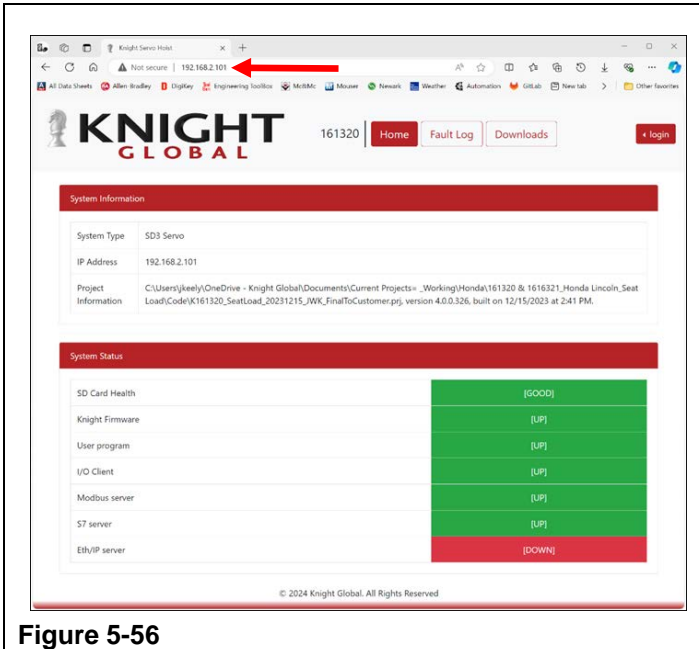 Knight Servo Hoist
Not secure | 192.168.2.101
All Data Sheets Allen Bradley DigiKey Engineering Toolbox McMMc Mouser Newark Weather Automation GitLab New tab Other favorites
KNIGHT
GLOBAL
161320 Home Fault Log Downloads login
System Information
System Type SD3 Servo
IP Address 192.168.2.101
Project Information C:\Users\jkeely\OneDrive - Knight Global\Documents\Current Projects= _Working\Honda\161320 & 1616321_Honda Lincoln_Seat
Load\Code\K161320_SeatLoad_20231215_JWK_FinalToCustomer.prj, version 4.0.0.326, built on 12/15/2023 at 2:41 PM.
System Status
SD Card Health [GOOD]
Knight Firmware [UP]
User program [UP]
I/O Client [UP]
Modbus server [UP]
S7 server [UP]
Eth/IP server [DOWN]
© 2024 Knight Global. All Rights Reserved
Figure 5-56